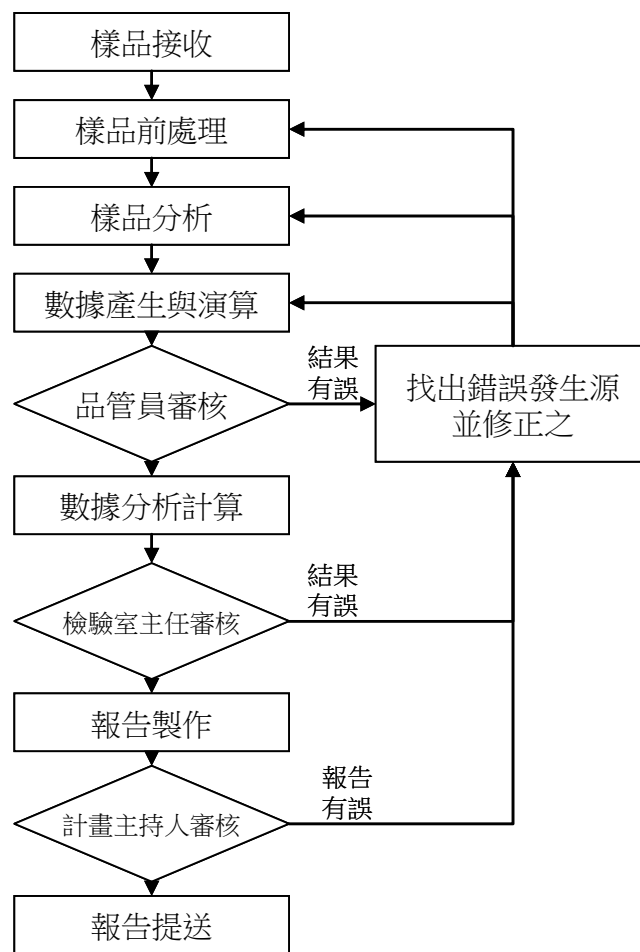 樣品接收
樣品前處理
樣品分析
數據產生與演算
結果
有誤
品管員審核
找出錯誤發生源
並修正之
數據分析計算
結果
有誤
檢驗室主任審核
報告製作
報告
有誤
計畫主持人審核
報告提送